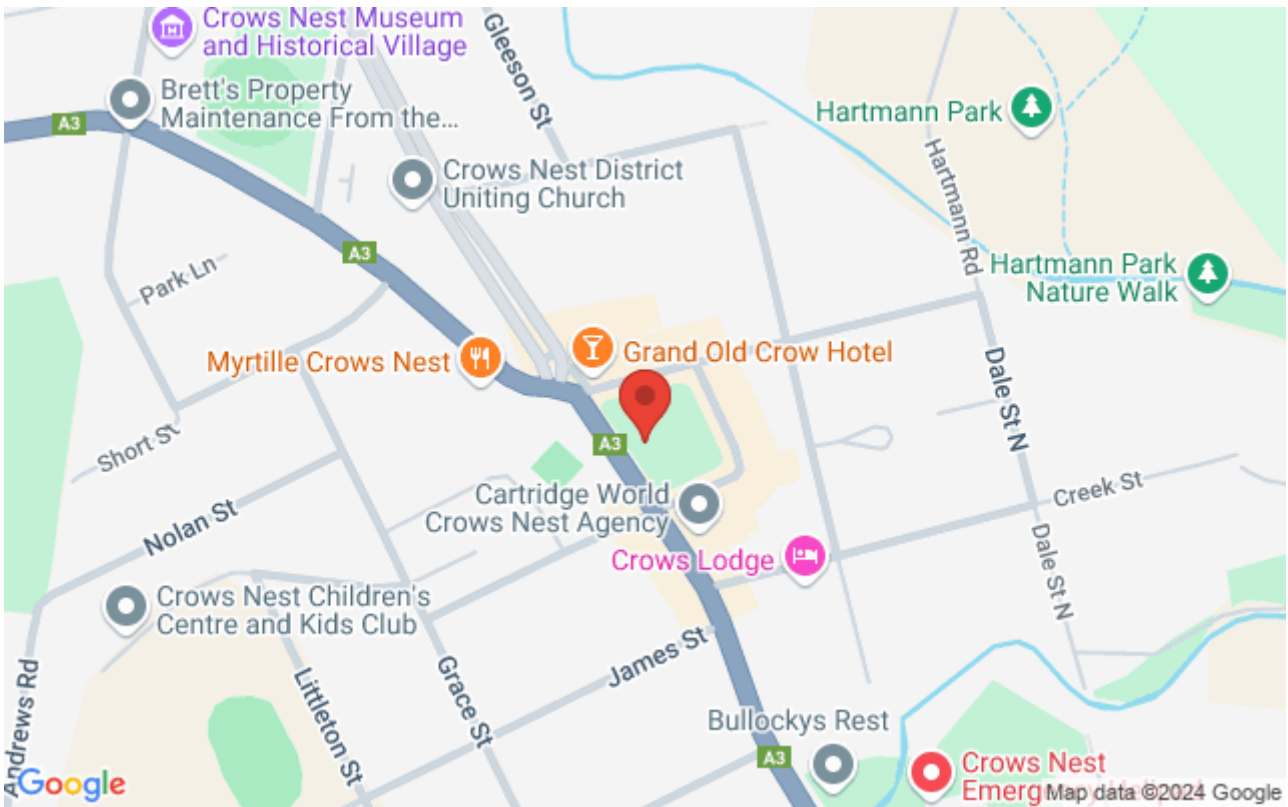 Crows Nest Museum
and Historical Village
Gleeson St
Brett's Property
Maintenance From the...
A3
Hartmann Park
Hartmann Rd
Crows Nest District
Uniting Church
A3
Park Ln
Hartmann Park
Nature Walk
Myrtille Crows Nest
Grand Old Crow Hotel
Dale St N
A3
Short St
Nolan St
Cartridge World
Crows Nest Agency
Creek St
Crows Lodge
Dale St N
Crows Nest Children's
Centre and Kids Club
James St
Grace St
Littleton St
Andrews Rd
Bullockys Rest
A3
Crows Nest
Google
Map data ©2024 Google